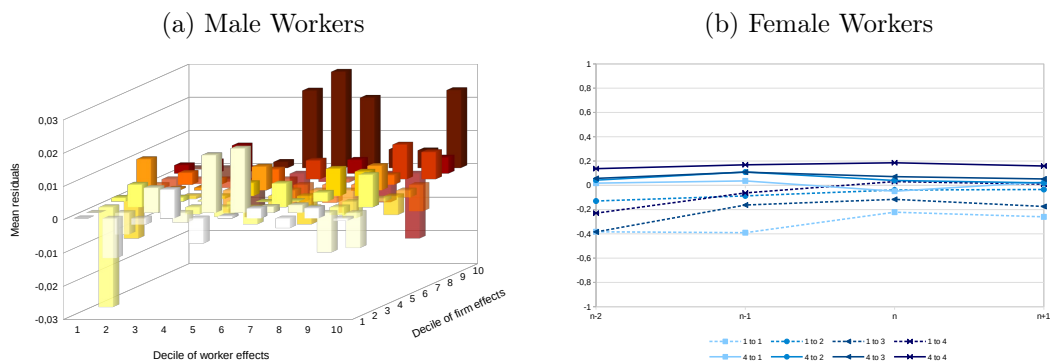 (a) Male Workers
(b) Female Workers
Mean residuals
0,03
0,02
0,01
0
-0,01
-0,02
-0,03
1 2 3 4 5 6 7 8 9 10
Decile of worker effects
1 2 3 4 5 6 7 8 9 10
Decile of firm effects
1
0,8
0,6
0,4
0,2
0
-0,2
-0,4
-0,6
-0,8
-1
n-2 n-1 n n+1
1 to 1 1 to 2 1 to 3 1 to 4
4 to 1 4 to 2 4 to 3 4 to 4